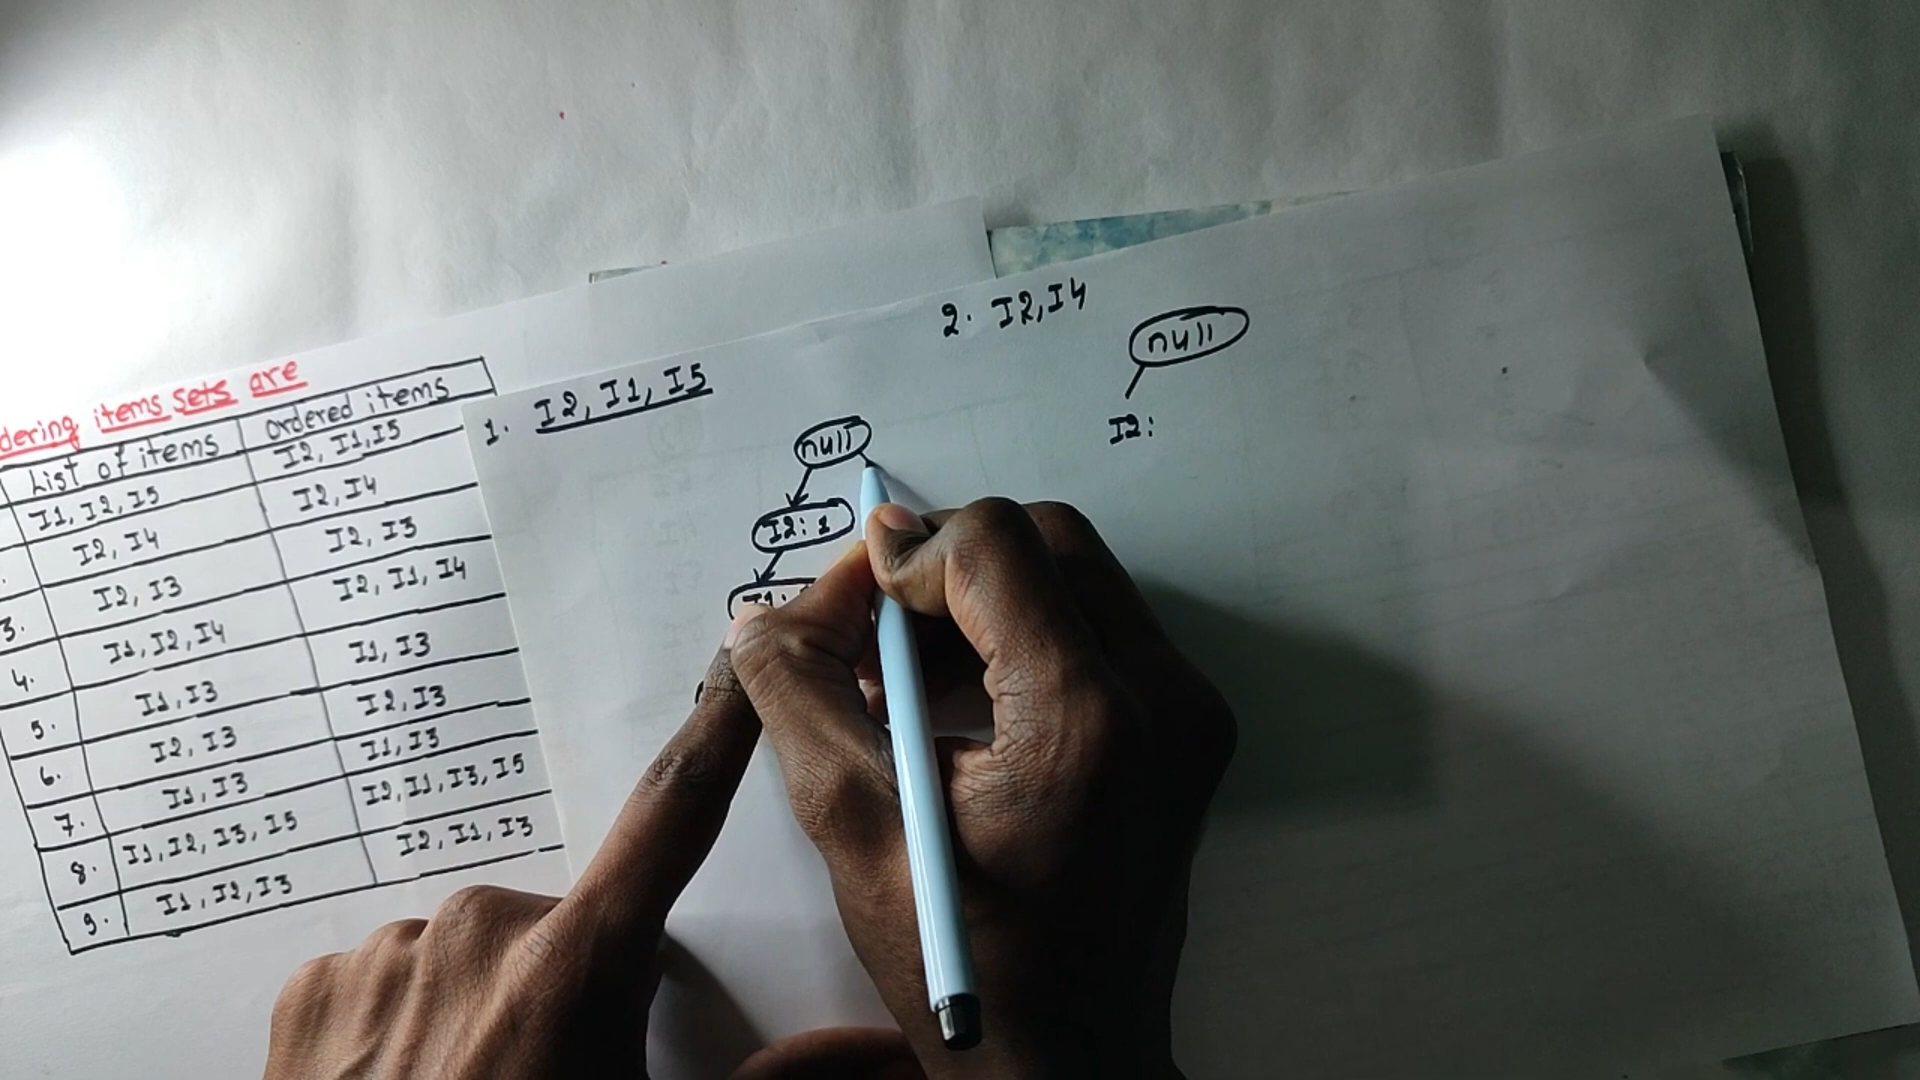 dering items sets are
List of items ordered items
I1, I2, I5 I2, I1, I5
I2, I4 I2, I4
3. I2, I3 I2, I3
4. I1, I2, I4 I2, I1, I4
5. I1, I3 I1, I3
6. I2, I3 I2, I3
7. I1, I3 I1, I3
8. I1, I2, I3, I5 I2, I1, I3, I5
9. I1, I2, I3 I2, I1, I3
1. I2, I1, I5
null
I2: 1
I1:
2. I2, I4
null
I2: